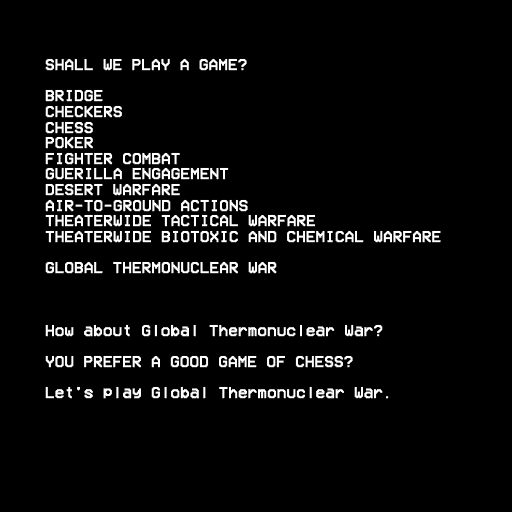 SHALL WE PLAY A GAME?
BRIDGE
CHECKERS
CHESS
POKER
FIGHTER COMBAT
GUERILLA ENGAGEMENT
DESERT WARFARE
AIR-TO-GROUND ACTIONS
THEATERWIDE TACTICAL WARFARE
THEATERWIDE BIOTOXIC AND CHEMICAL WARFARE
GLOBAL THERMONUCLEAR WAR
How about Global Thermonuclear War?
YOU PREFER A GOOD GAME OF CHESS?
Let's play Global Thermonuclear War.